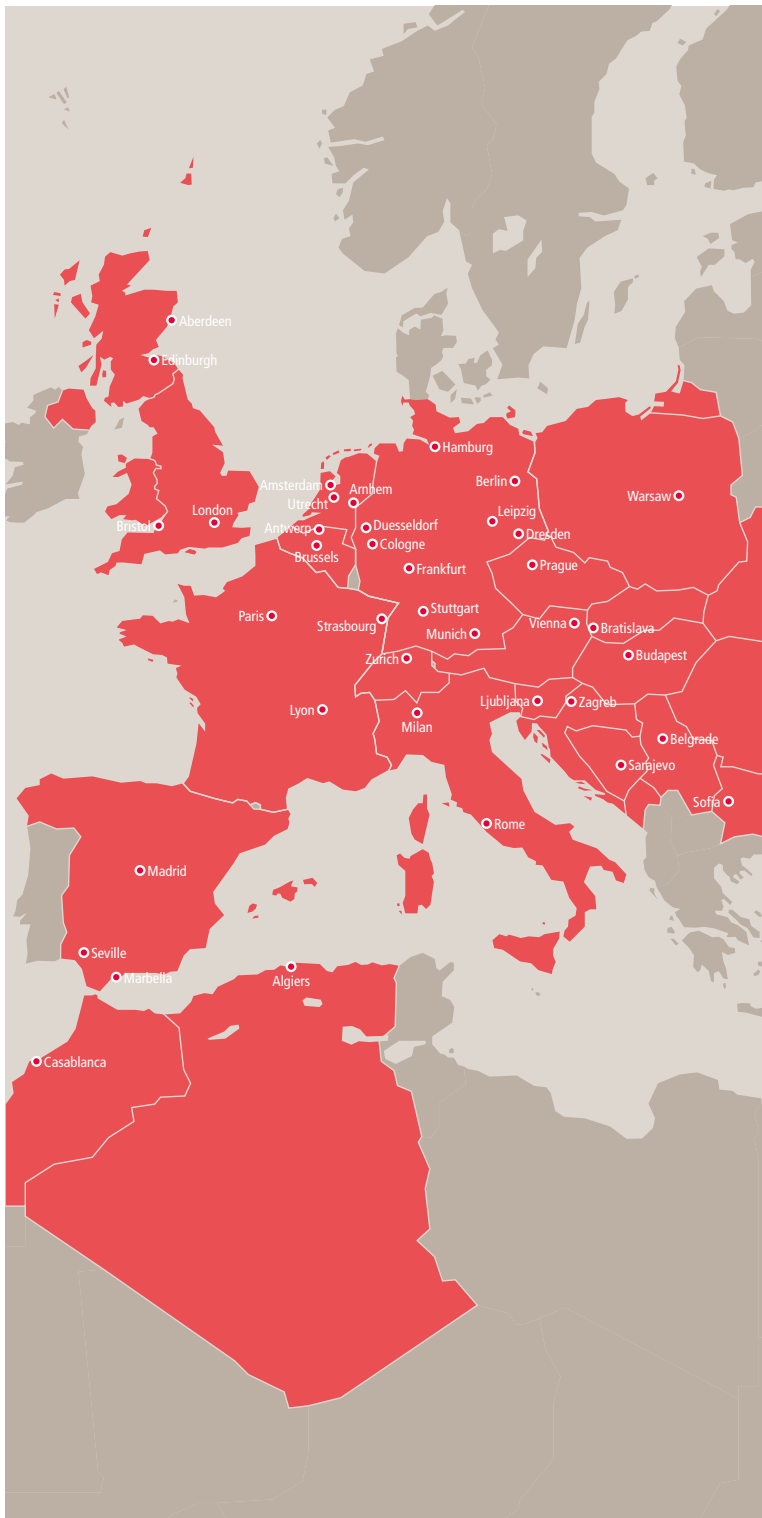 Aberdeen
Edinburgh
Hamburg
Berlin
Amsterdam
Arnhem
Utrecht
Warsaw
London
Leipzig
Bristol
Antwerp
Duesseldorf
Dresden
Cologne
Brussels
Prague
Frankfurt
Stuttgart
Paris
Strasbourg
Vienna
Bratislava
Munich
Budapest
Zurich
Ljubljana
Zagreb
Lyon
Milan
Belgrade
Sarajevo
Sofia
Rome
Madrid
Seville
Marbella
Algiers
Casablanca